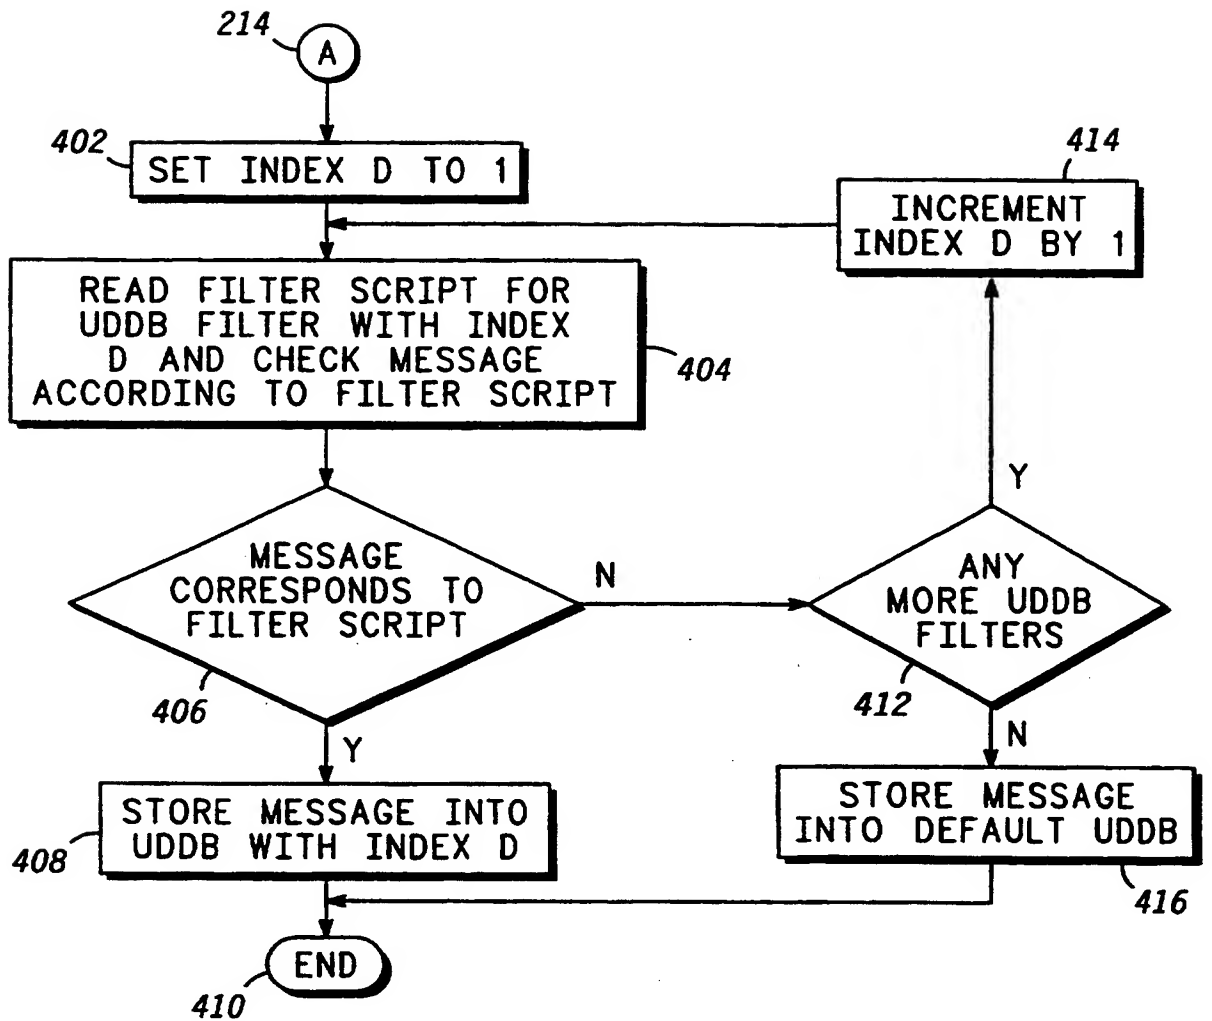 214
A
402
SET INDEX D TO 1
414
INCREMENT
INDEX D BY 1
READ FILTER SCRIPT FOR
UDDB FILTER WITH INDEX
D AND CHECK MESSAGE
ACCORDING TO FILTER SCRIPT
404
Y
MESSAGE
CORRESPONDS TO
FILTER SCRIPT
N
ANY
MORE UDDB
FILTERS
406
412
Y
N
STORE MESSAGE INTO
UDDB WITH INDEX D
408
STORE MESSAGE
INTO DEFAULT UDDB
416
END
410